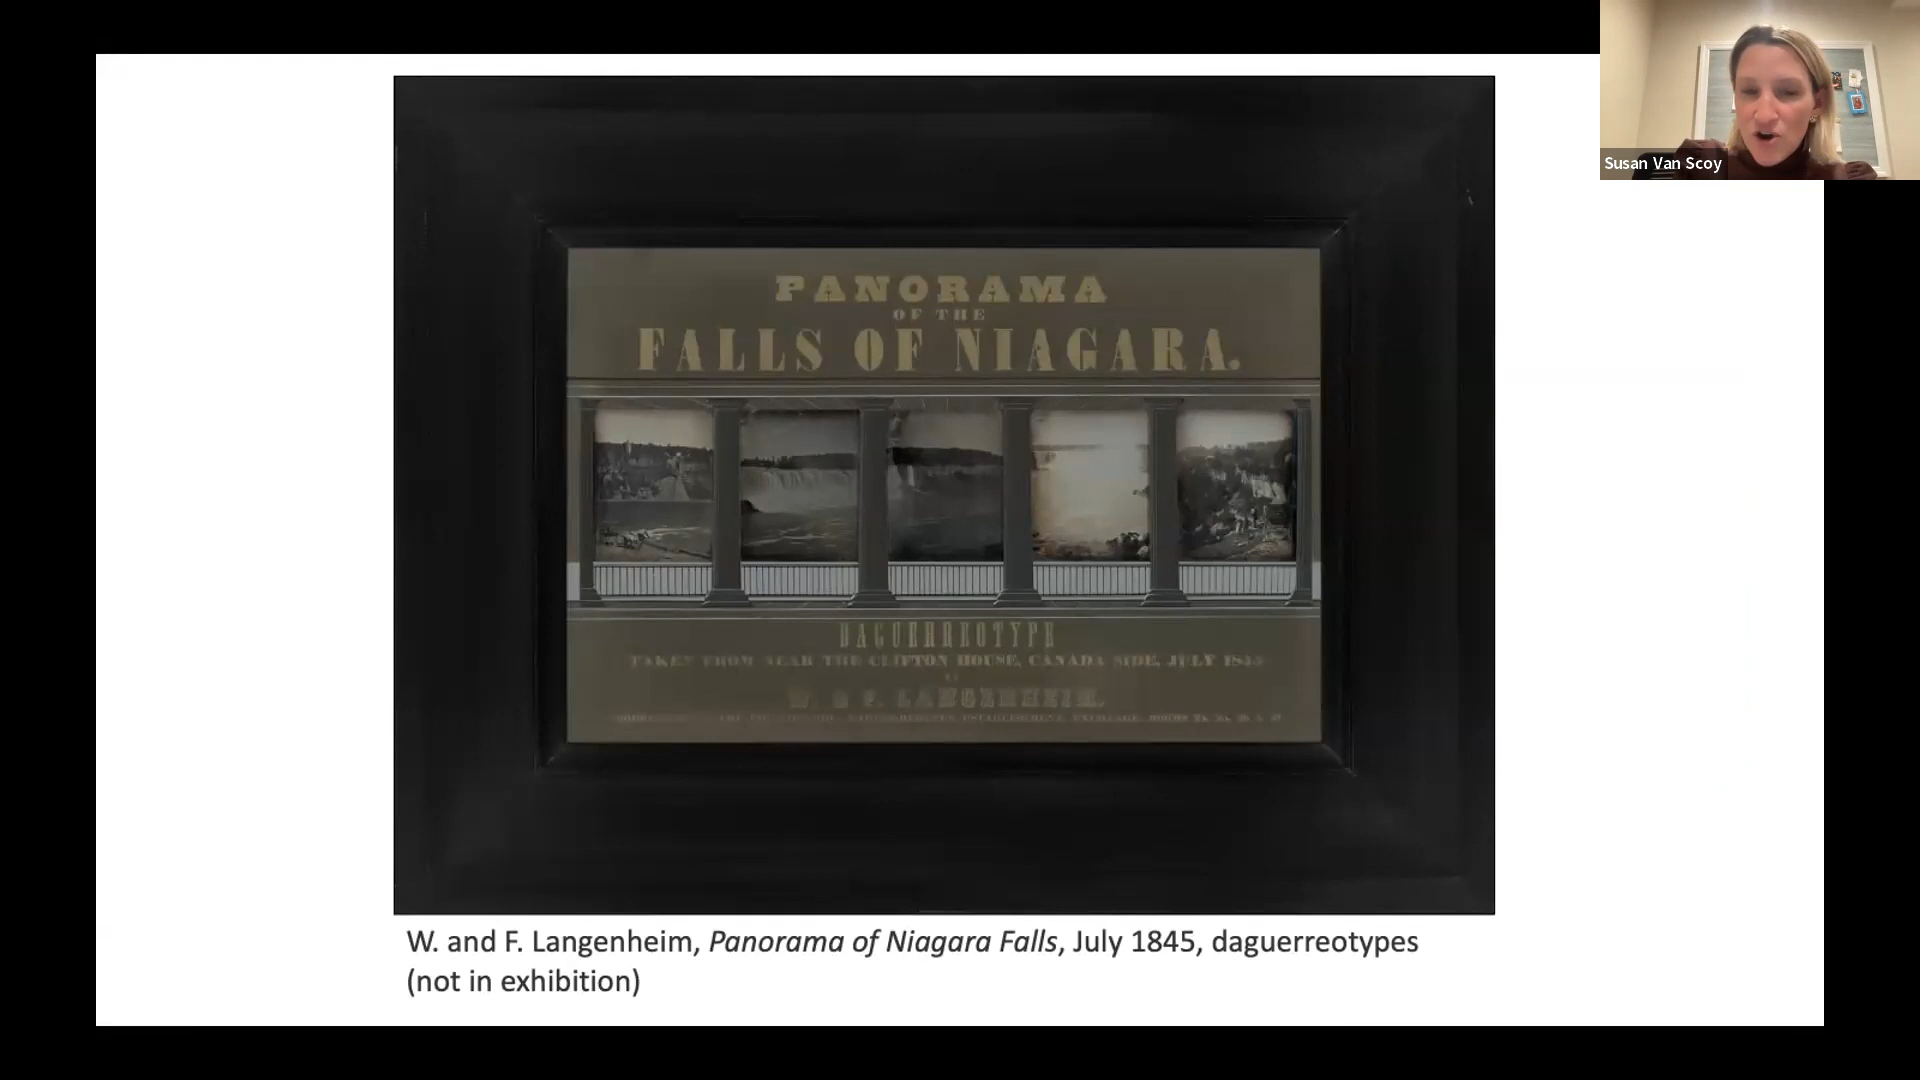 Susan Van Scoy
PANORAMA
OF THE
FALLS OF NIAGARA.
DAGUERREOTYPE
TAKEN FROM NEAR THE CLIFTON HOUSE, CANADA SIDE, JULY 1845
BY
W. & F. LANGENHEIM.
W. and F. Langenheim, Panorama of Niagara Falls, July 1845, daguerreotypes
(not in exhibition)